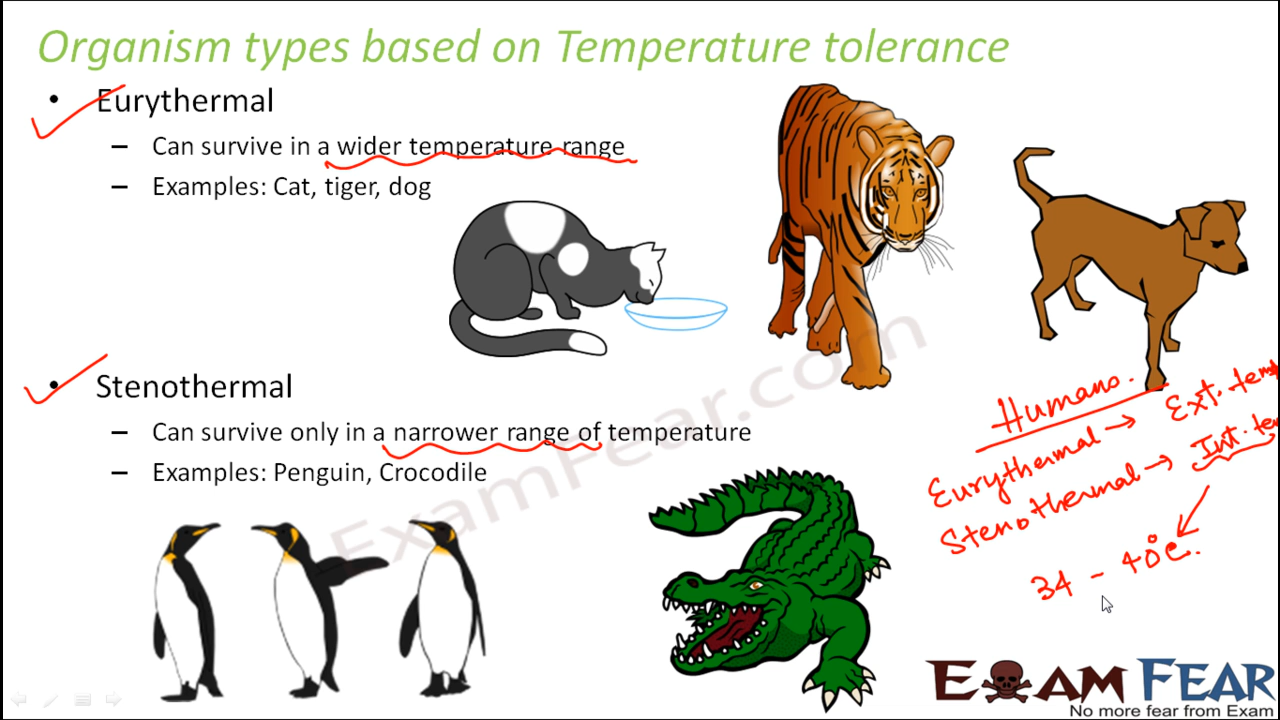 Organism types based on Temperature tolerance
• Eurythermal
– Can survive in a wider temperature range
– Examples: Cat, tiger, dog
• Stenothermal
– Can survive only in a narrower range of temperature
– Examples: Penguin, Crocodile
Humans.
Eurythermal → Ext. tem
Stenothermal → Int. te
34 - 40°C.
ExamFear.com
EXAM FEAR
No more fear from Exam